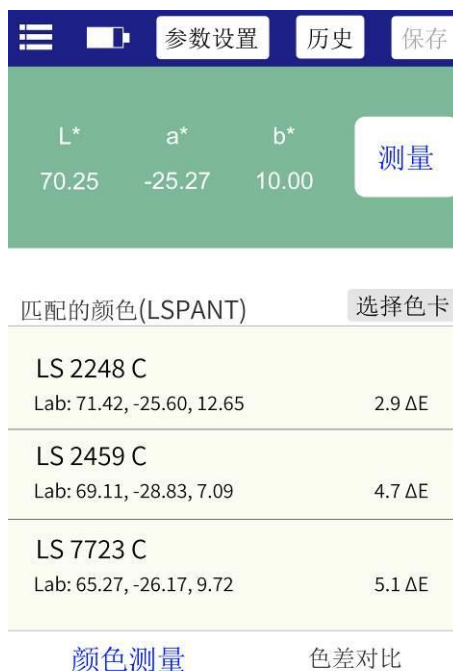 参数设置 历史 保存
L* a* b*
70.25 -25.27 10.00
测量
匹配的颜色(LSPANT) 选择色卡
LS 2248 C
Lab: 71.42, -25.60, 12.65 2.9 ΔE
LS 2459 C
Lab: 69.11, -28.83, 7.09 4.7 ΔE
LS 7723 C
Lab: 65.27, -26.17, 9.72 5.1 ΔE
颜色测量 色差对比